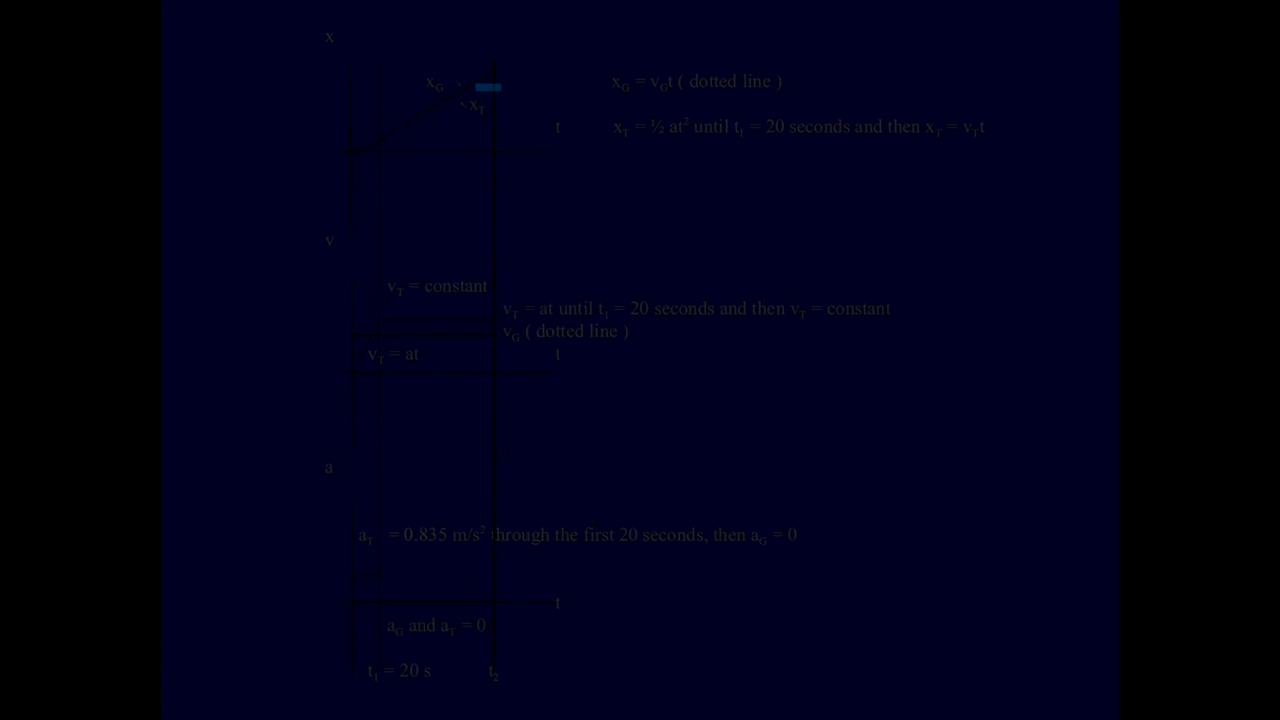 x
x_G
x_G = v_Gt ( dotted line )
x_T
t
x_T = ½ at² until t₁ = 20 seconds and then x_T = v_Tt
v
v_T = constant
v_T = at until t₁ = 20 seconds and then v_T = constant
v_G ( dotted line )
v_T = at
t
a
a_T = 0.835 m/s² through the first 20 seconds, then a_G = 0
t
a_G and a_T = 0
t₁ = 20 s
t₂